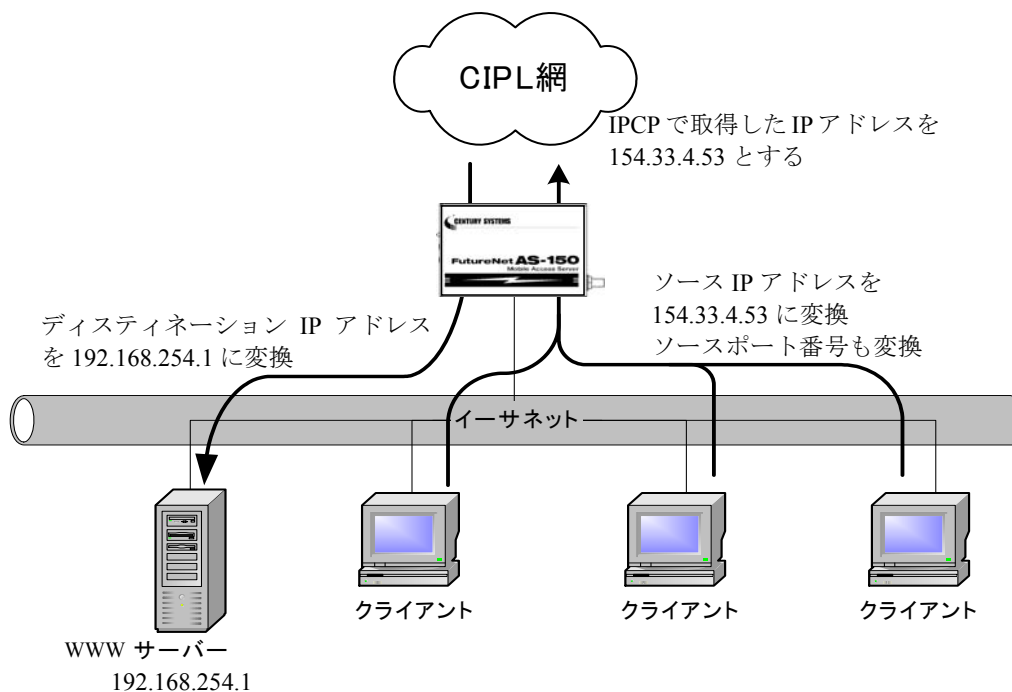 CIPL網
IPCP で取得した IP アドレスを
154.33.4.53 とする
CENTURY SYSTEMS
FutureNet AS-150
Mobile Access Server
ソース IP アドレスを
154.33.4.53 に変換
ソースポート番号も変換
ディスティネーション IP アドレス
を 192.168.254.1 に変換
イーサネット
クライアント
クライアント
クライアント
WWW サーバー
192.168.254.1